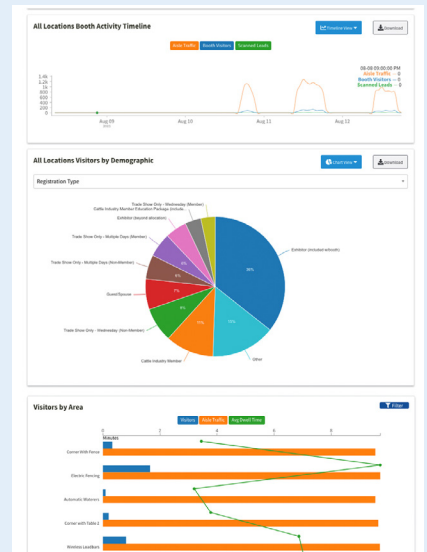 All Locations Booth Activity Timeline
Timeline View
Download
Aisle Traffic
Booth Visitors
Scanned Leads
08-08 09:00:00 PM
Aisle Traffic — 0
Booth Visitors — 0
Scanned Leads — 0
1.4k
1.2k
1k
800
600
400
200
0
Aug 09
Aug 10
Aug 11
Aug 12
All Locations Visitors by Demographic
Chart View
Download
Registration Type
Trade Show Only - Wednesday (Member)
Cattle Industry Member Education Package (include...
Exhibitor (beyond allocation)
Trade Show Only - Multiple Days (Member)
Trade Show Only - Multiple Days (Non-Member)
Guest/Spouse
Trade Show Only - Wednesday (Non-Member)
Cattle Industry Member
Other
Exhibitor (included w/booth)
6%
7%
Visitors by Area
Filter
Visitors
Aisle Traffic
Avg Dwell Time
0
2
4
6
8
Minutes
Corner With Fence
Electric Fencing
Automatic Waterers
Corner with Table 2
Wireless Loadbars